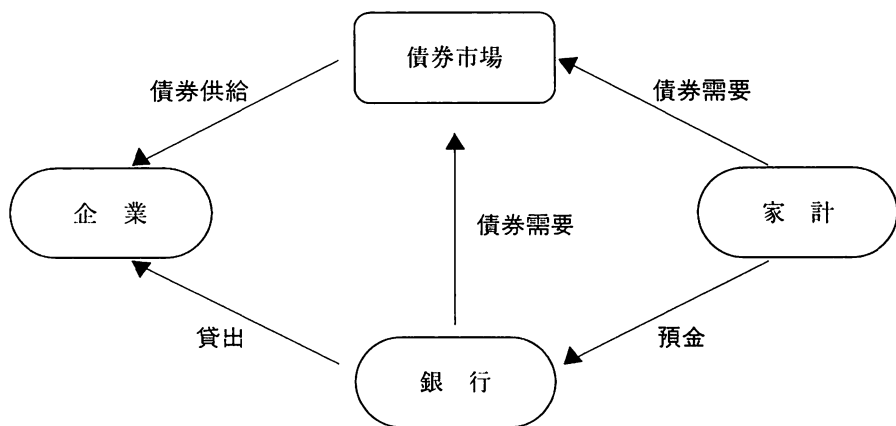 債券市場
債券供給
債券需要
企 業
債券需要
家 計
貸出
預金
銀 行